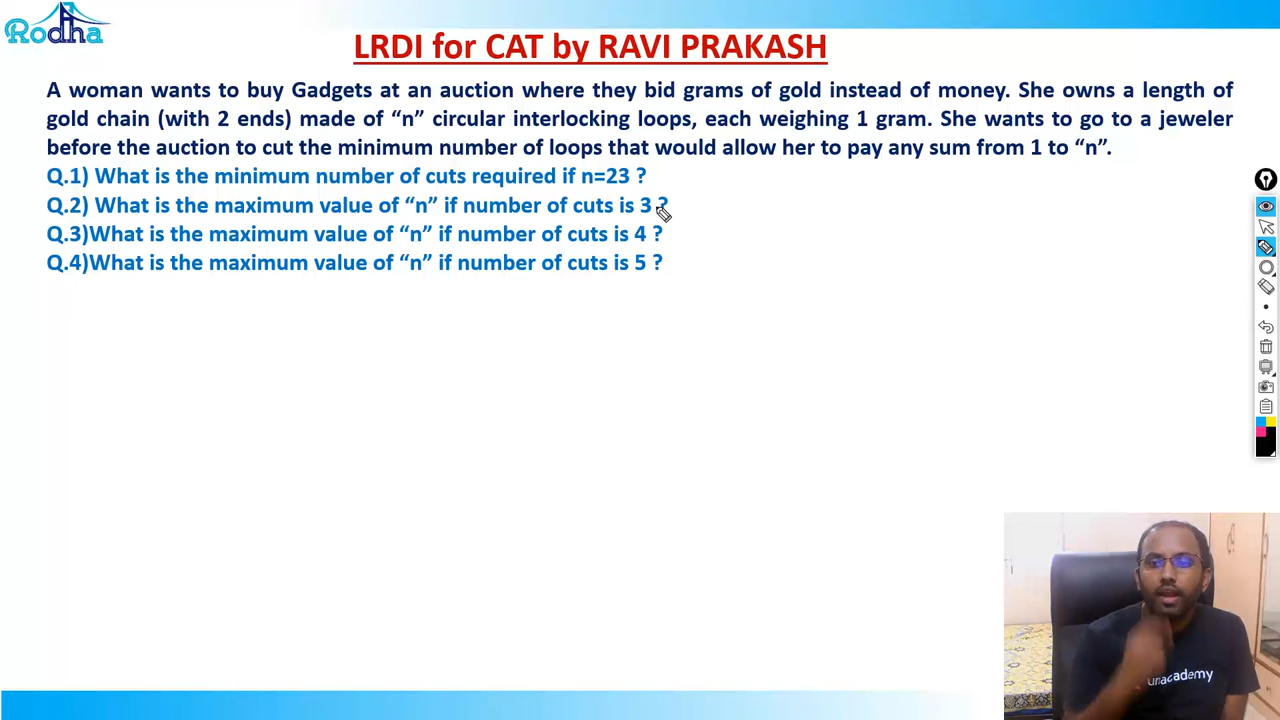 Rodha
LRDI for CAT by RAVI PRAKASH
A woman wants to buy Gadgets at an auction where they bid grams of gold instead of money. She owns a length of
gold chain (with 2 ends) made of “n” circular interlocking loops, each weighing 1 gram. She wants to go to a jeweler
before the auction to cut the minimum number of loops that would allow her to pay any sum from 1 to “n”.
Q.1) What is the minimum number of cuts required if n=23 ?
Q.2) What is the maximum value of “n” if number of cuts is 3 ?
Q.3)What is the maximum value of “n” if number of cuts is 4 ?
Q.4)What is the maximum value of “n” if number of cuts is 5 ?
unacademy